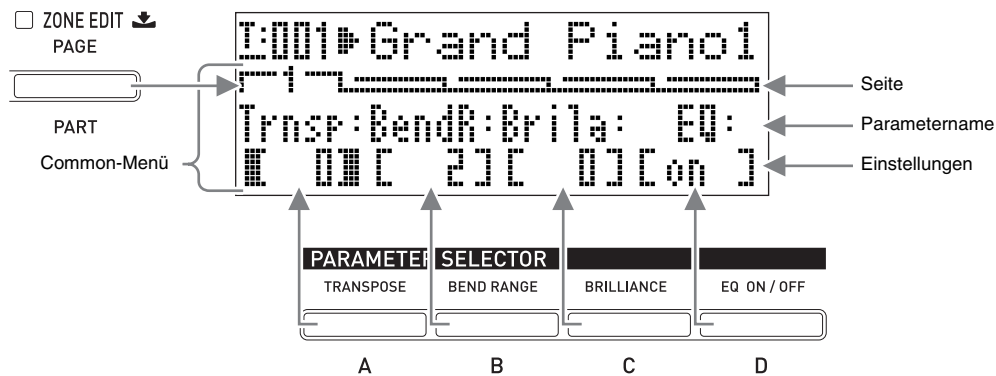 ZONE EDIT
PAGE
PART
Common-Menü
I:001▶Grand Piano1
1
Trnsp:BendR:Brila: EQ:
[ 0][ 2][ 0][on ]
Seite
Parametername
Einstellungen
PARAMETER SELECTOR
TRANSPOSE BEND RANGE BRILLIANCE EQ ON / OFF
A B C D